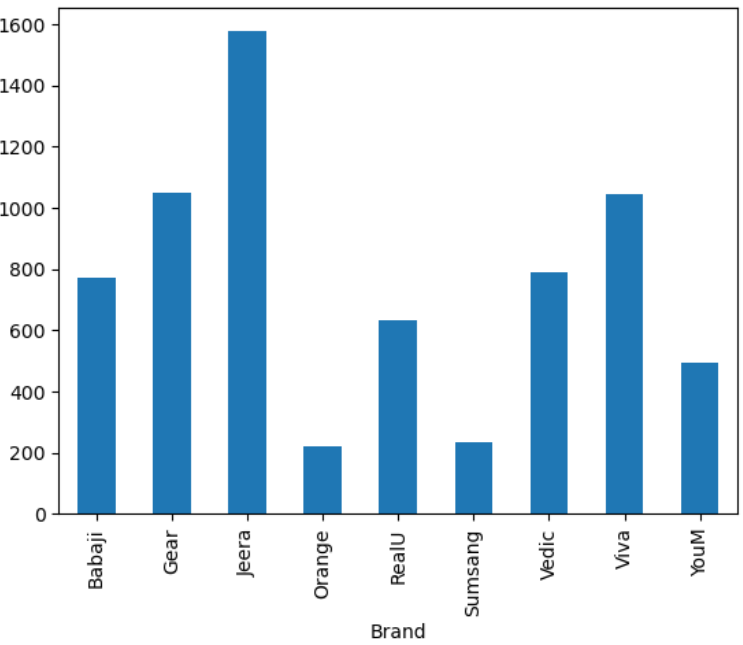 1600
1400
1200
1000
800
600
400
200
0
Babaji
Gear
Jeera
Orange
RealU
Sumsang
Vedic
Viva
YouM
Brand